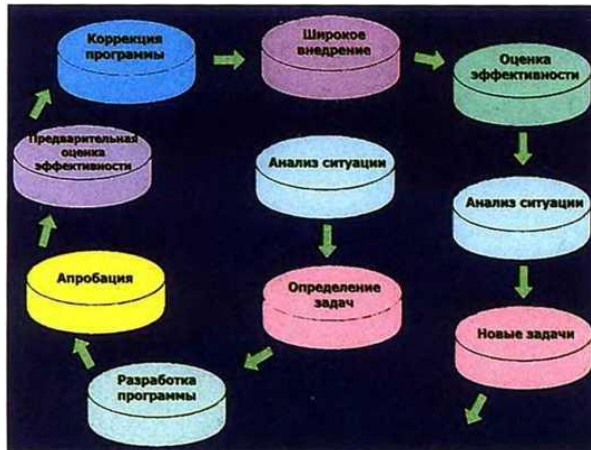 Коррекция
программы
Широкое
внедрение
Оценка
эффективности
Предварительная
оценка
эффективности
Анализ ситуации
Анализ ситуации
Апробация
Определение
задач
Новые задачи
Разработка
программы